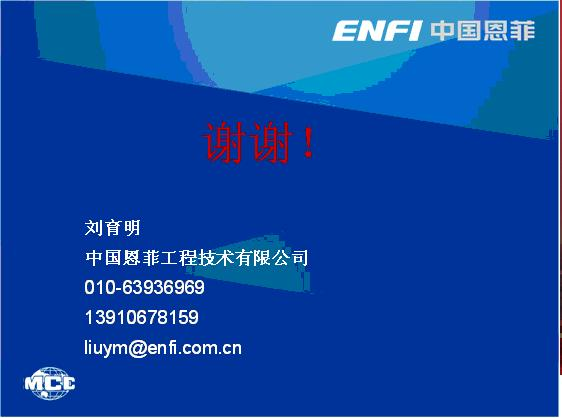 ENFI 中国恩菲
谢谢！
刘育明
中国恩菲工程技术有限公司
010-63936969
13910678159
liuym@enfi.com.cn
MCC